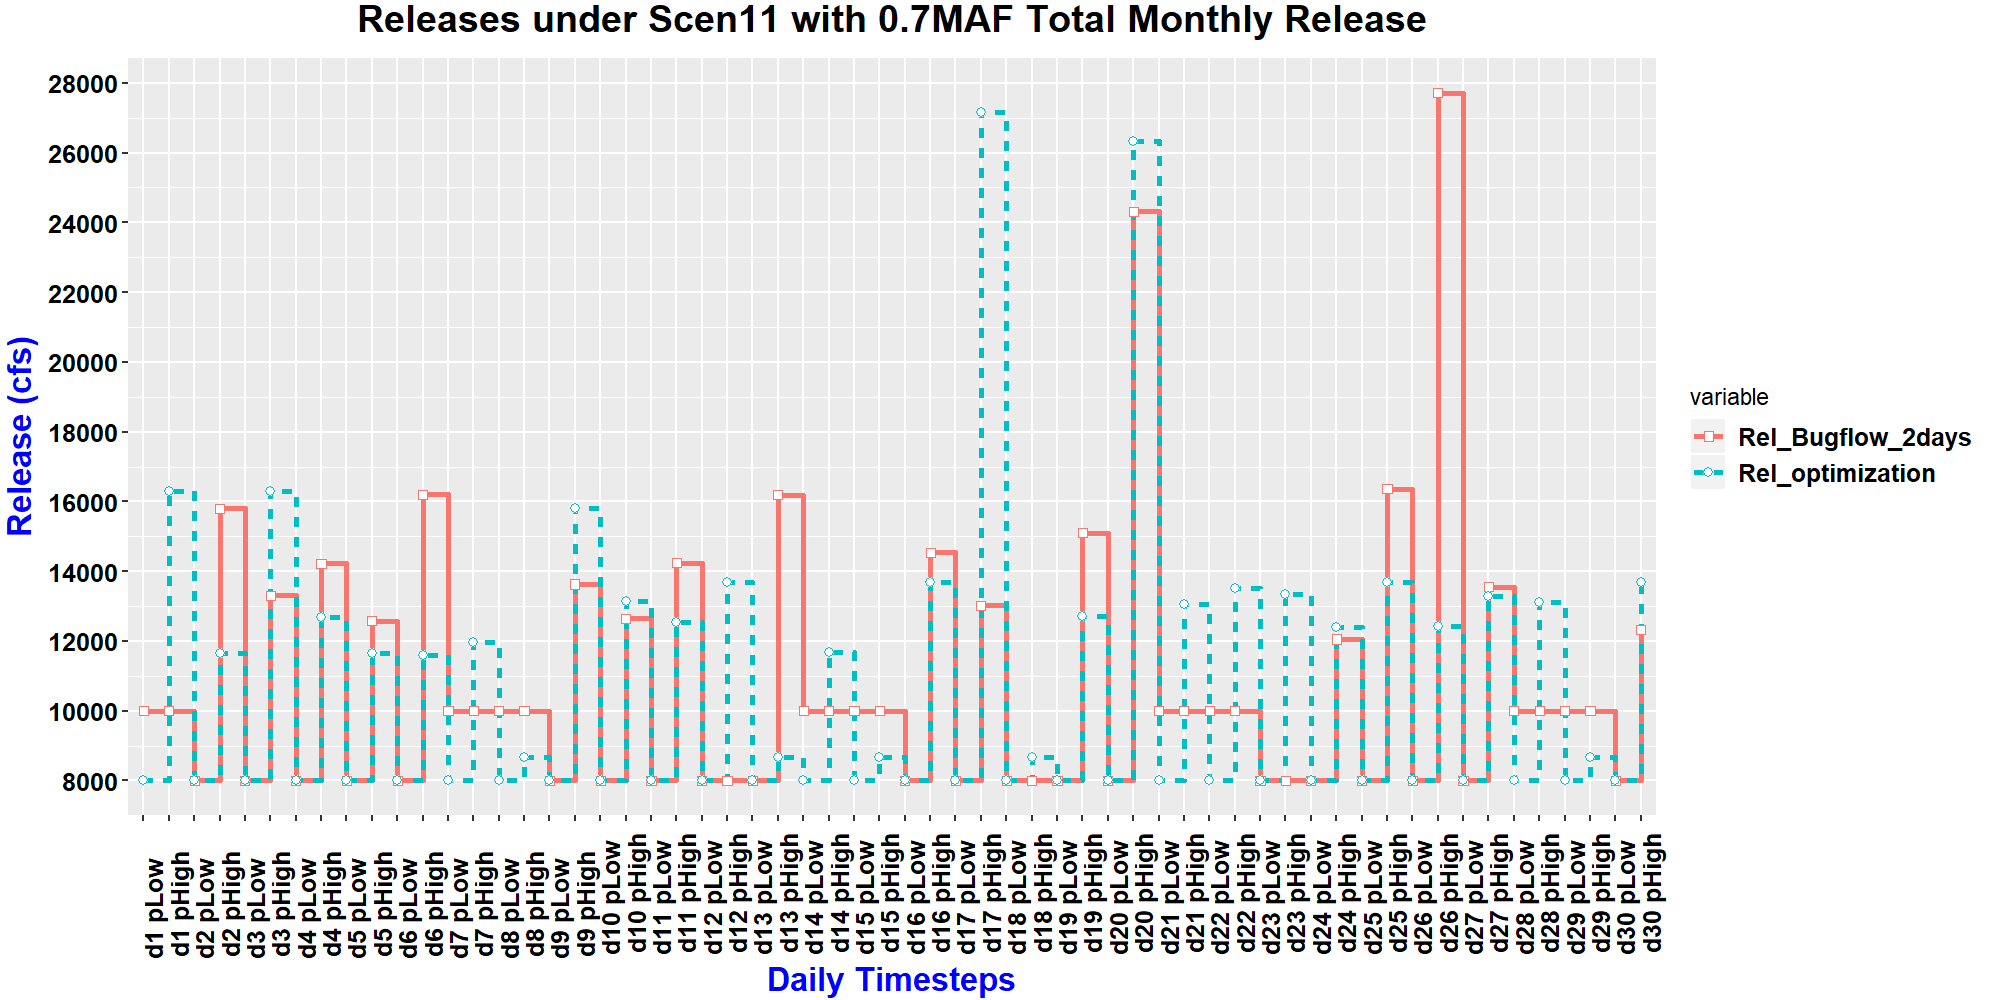 Releases under Scen11 with 0.7MAF Total Monthly Release
Release (cfs)
28000
26000
24000
22000
20000
18000
16000
14000
12000
10000
8000
d1 pLow
d1 pHigh
d2 pLow
d2 pHigh
d3 pLow
d3 pHigh
d4 pLow
d4 pHigh
d5 pLow
d5 pHigh
d6 pLow
d6 pHigh
d7 pLow
d7 pHigh
d8 pLow
d8 pHigh
d9 pLow
d9 pHigh
d10 pLow
d10 pHigh
d11 pLow
d11 pHigh
d12 pLow
d12 pHigh
d13 pLow
d13 pHigh
d14 pLow
d14 pHigh
d15 pLow
d15 pHigh
d16 pLow
d16 pHigh
d17 pLow
d17 pHigh
d18 pLow
d18 pHigh
d19 pLow
d19 pHigh
d20 pLow
d20 pHigh
d21 pLow
d21 pHigh
d22 pLow
d22 pHigh
d23 pLow
d23 pHigh
d24 pLow
d24 pHigh
d25 pLow
d25 pHigh
d26 pLow
d26 pHigh
d27 pLow
d27 pHigh
d28 pLow
d28 pHigh
d29 pLow
d29 pHigh
d30 pLow
d30 pHigh
Daily Timesteps
variable
Rel_Bugflow_2days
Rel_optimization